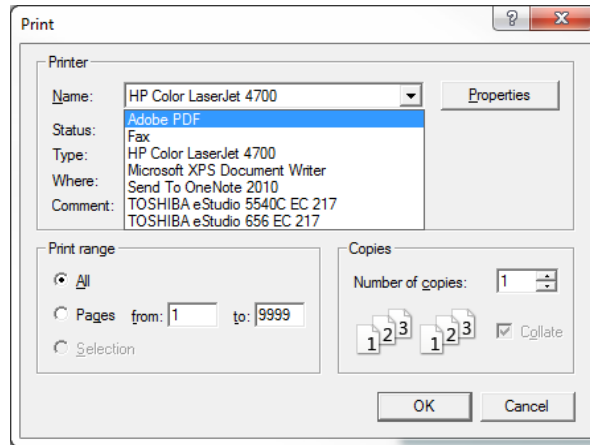 Print
Printer
Name: HP Color LaserJet 4700 Properties
Adobe PDF
Status: Fax
Type: HP Color LaserJet 4700
Microsoft XPS Document Writer
Where: Send To OneNote 2010
Comment: TOSHIBA eStudio 5540C EC 217
TOSHIBA eStudio 656 EC 217
Print range
All
Pages from: 1 to: 9999
Selection
Copies
Number of copies: 1
1 2 3 1 2 3 Collate
OK Cancel